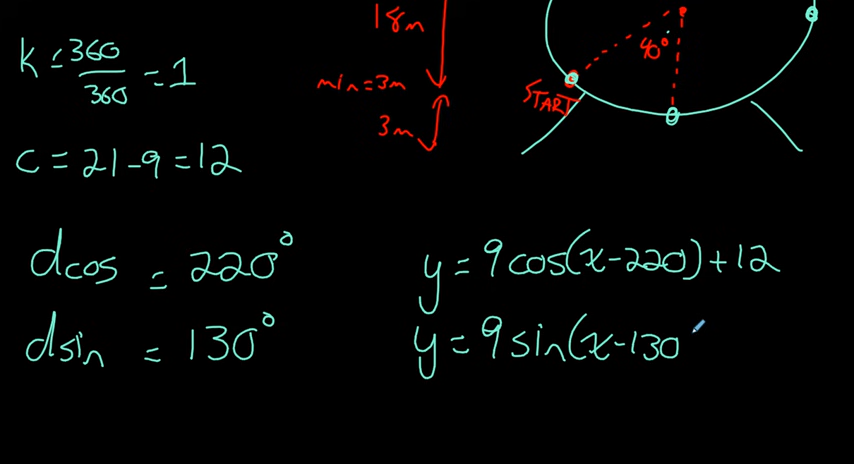 18m
40°
k = 360/360 = 1
min = 3m
START
3m
c = 21 - 9 = 12
dcos = 220°
y = 9cos(x-220)+12
dsin = 130°
y = 9sin(x-130